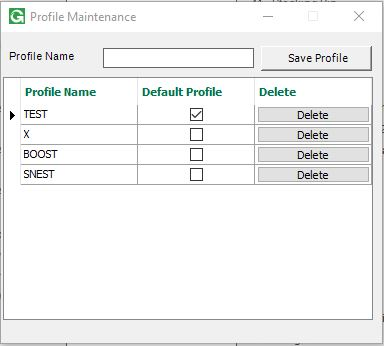 G Profile Maintenance
Profile Name Save Profile
Profile Name Default Profile Delete
TEST Delete
X Delete
BOOST Delete
SNEST Delete